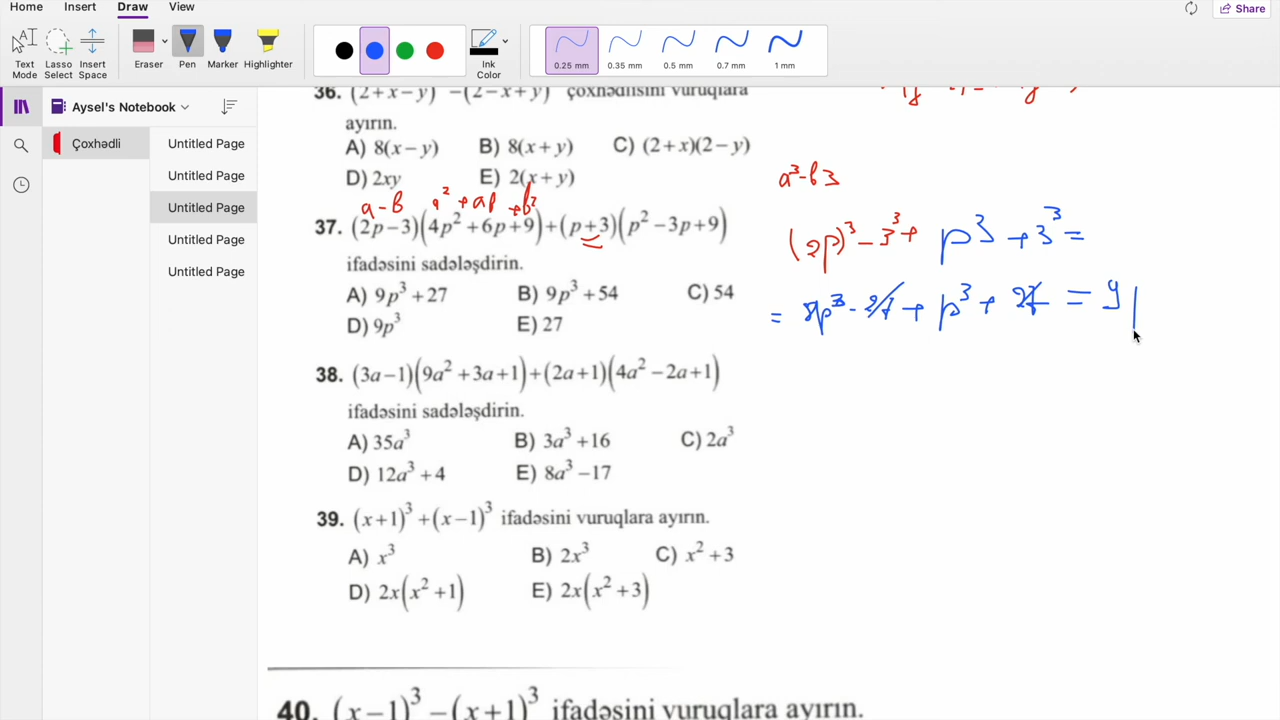 Home Insert Draw View
Share
Text Mode
Lasso Select
Insert Space
Eraser
Pen
Marker
Highlighter
Ink Color
0.25 mm
0.35 mm
0.5 mm
0.7 mm
1 mm
Aysel's Notebook
Çoxhədli
Untitled Page
Untitled Page
Untitled Page
Untitled Page
Untitled Page
36. (2+x−y) −(2−x+y) çoxhədlisini vuruqlara
ayırın.
A) 8(x−y) B) 8(x+y) C) (2+x)(2−y)
D) 2xy E) 2(x+y)
a-b a² + ab + b²
37. (2p−3)(4p²+6p+9)+(p+3)(p²−3p+9)
ifadəsini sadələşdirin.
A) 9p³+27 B) 9p³+54 C) 54
D) 9p³ E) 27
38. (3a−1)(9a²+3a+1)+(2a+1)(4a²−2a+1)
ifadəsini sadələşdirin.
A) 35a³ B) 3a³+16 C) 2a³
D) 12a³+4 E) 8a³−17
39. (x+1)³+(x−1)³ ifadəsini vuruqlara ayırın.
A) x³ B) 2x³ C) x²+3
D) 2x(x²+1) E) 2x(x²+3)
40. (x−1)³−(x+1)³ ifadəsini vuruqlara ayırın.
a³-b3
(2p)³ - 3³ + p3 + 3³ =
= 8p³ - 27 + p³ + 27 = 9